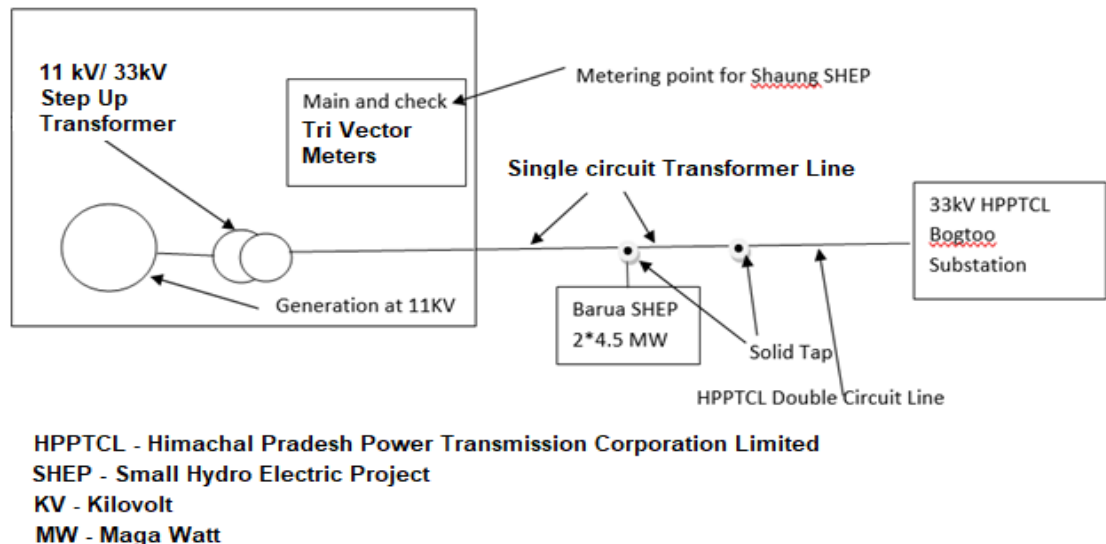 11 kV/ 33kV
Step Up
Transformer
Main and check
Tri Vector
Meters
Metering point for Shaung SHEP
Single circuit Transformer Line
33kV HPPTCL
Bogtoo
Substation
Generation at 11KV
Barua SHEP
2*4.5 MW
Solid Tap
HPPTCL Double Circuit Line
HPPTCL - Himachal Pradesh Power Transmission Corporation Limited
SHEP - Small Hydro Electric Project
KV - Kilovolt
MW - Maga Watt